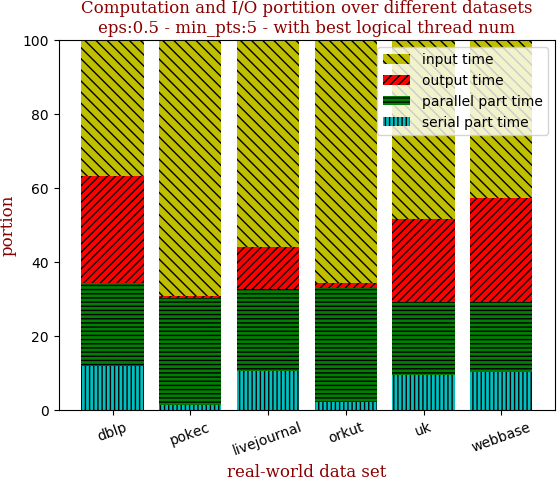 Computation and I/O partition over different datasets
eps:0.5 - min_pts:5 - with best logical thread num
100
80
60
40
20
0
portion
input time
output time
parallel part time
serial part time
dblp
pokec
livejournal
orkut
uk
webbase
real-world data set